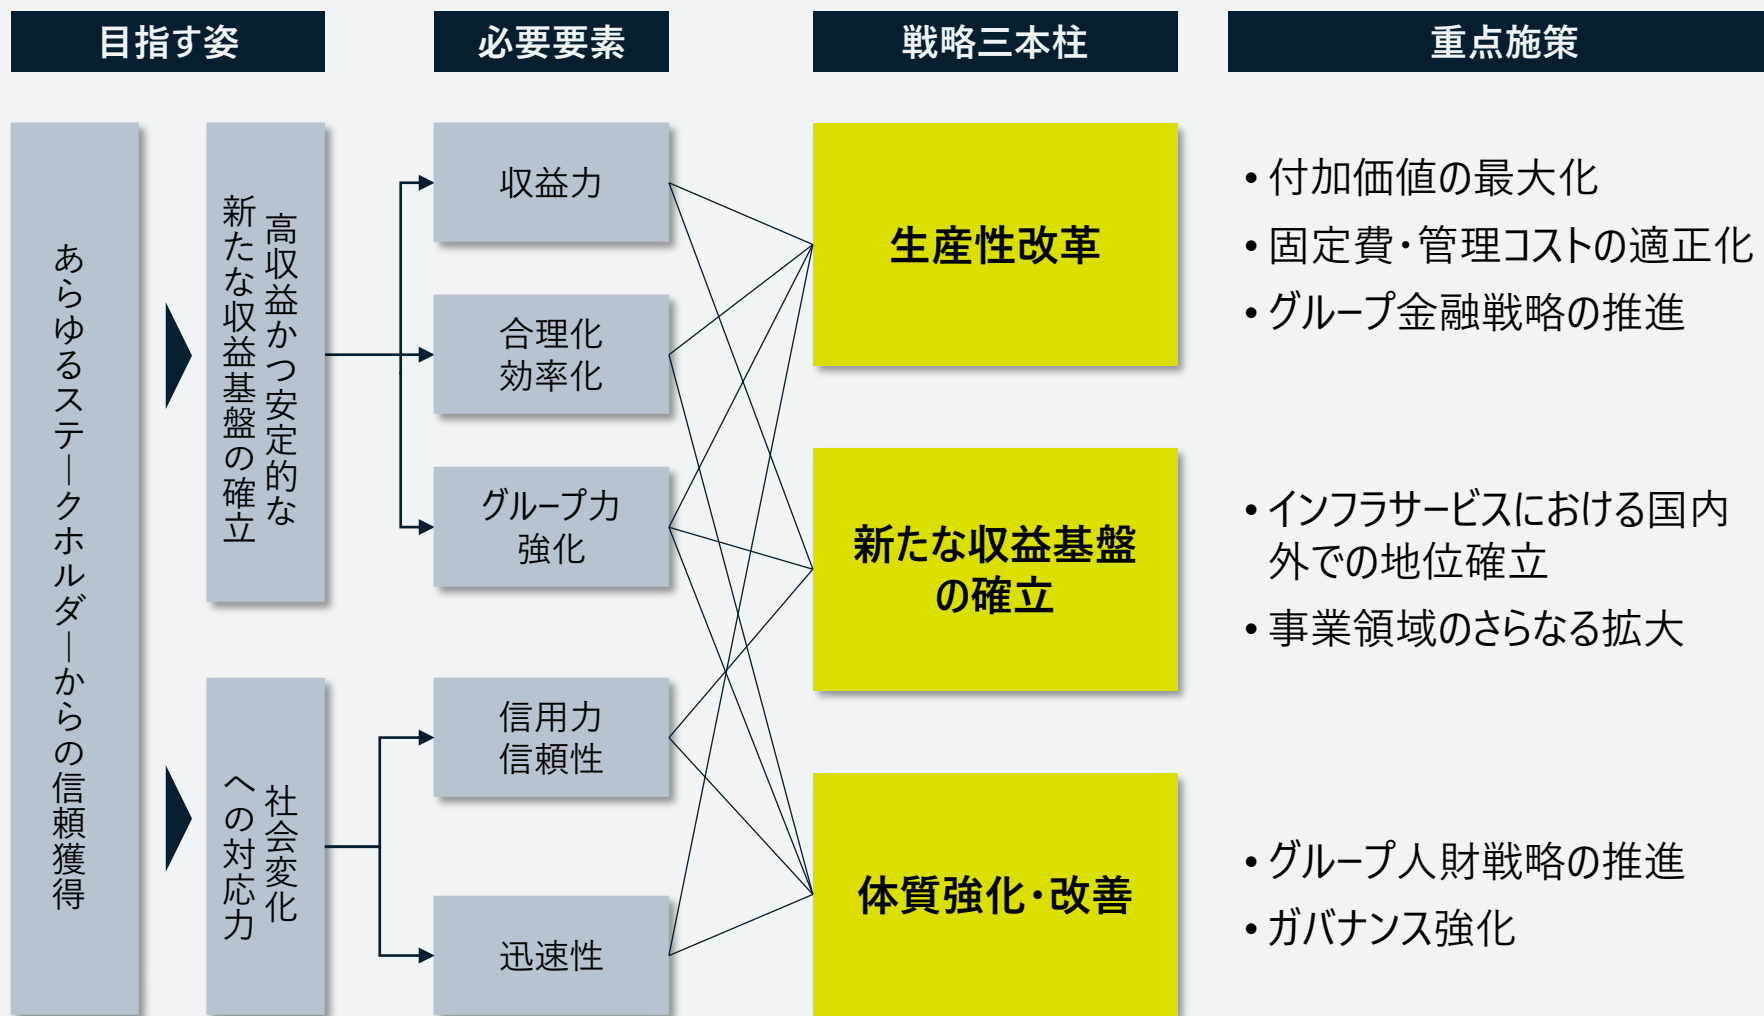 目指す姿
必要要素
戦略三本柱
重点施策
あらゆるステークホルダーからの信頼獲得
高収益かつ安定的な
新たな収益基盤の確立
社会変化
への対応力
収益力
合理化
効率化
グループ力
強化
信用力
信頼性
迅速性
生産性改革
新たな収益基盤
の確立
体質強化・改善
• 付加価値の最大化
• 固定費・管理コストの適正化
• グループ金融戦略の推進
• インフラサービスにおける国内
外での地位確立
• 事業領域のさらなる拡大
• グループ人財戦略の推進
• ガバナンス強化